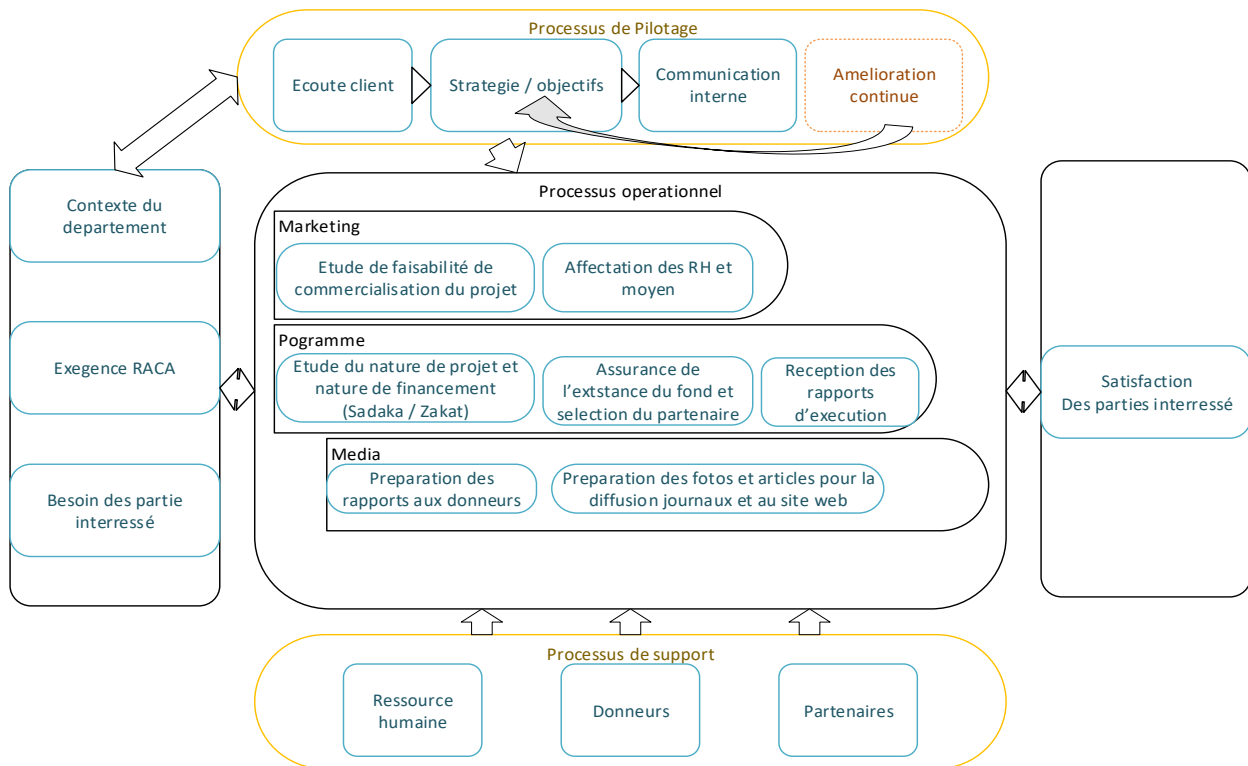 Processus de Pilotage
Ecoute client
Strategie / objectifs
Communication
interne
Amelioration
continue
Contexte du
departement
Exegence RACA
Besoin des partie
interressé
Processus operationnel
Marketing
Etude de faisabilité de
commercialisation du projet
Affectation des RH et
moyen
Pogramme
Etude du nature de projet et
nature de financement
(Sadaka / Zakat)
Assurance de
l’extstance du fond et
selection du partenaire
Reception des
rapports
d’execution
Media
Preparation des
rapports aux donneurs
Preparation des fotos et articles pour la
diffusion journaux et au site web
Satisfaction
Des parties interressé
Processus de support
Ressource
humaine
Donneurs
Partenaires